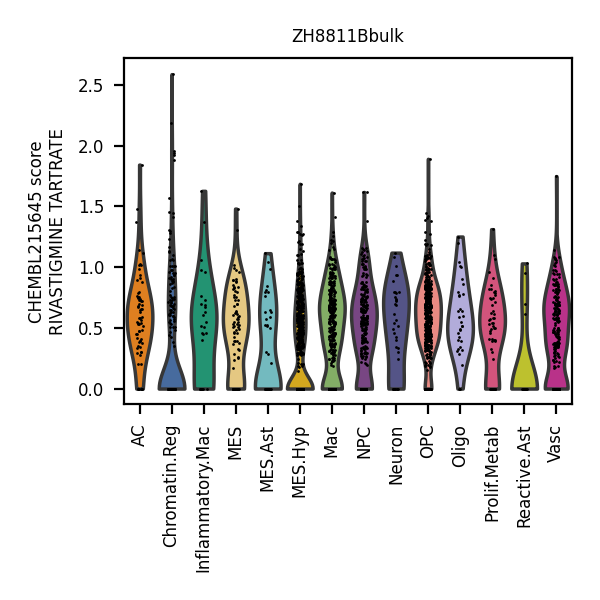 ZH8811Bbulk
CHEMBL215645 score
RIVASTIGMINE TARTRATE
2.5
2.0
1.5
1.0
0.5
0.0
AC
Chromatin.Reg
Inflammatory.Mac
MES
MES.Ast
MES.Hyp
Mac
NPC
Neuron
OPC
Oligo
Prolif.Metab
Reactive.Ast
Vasc